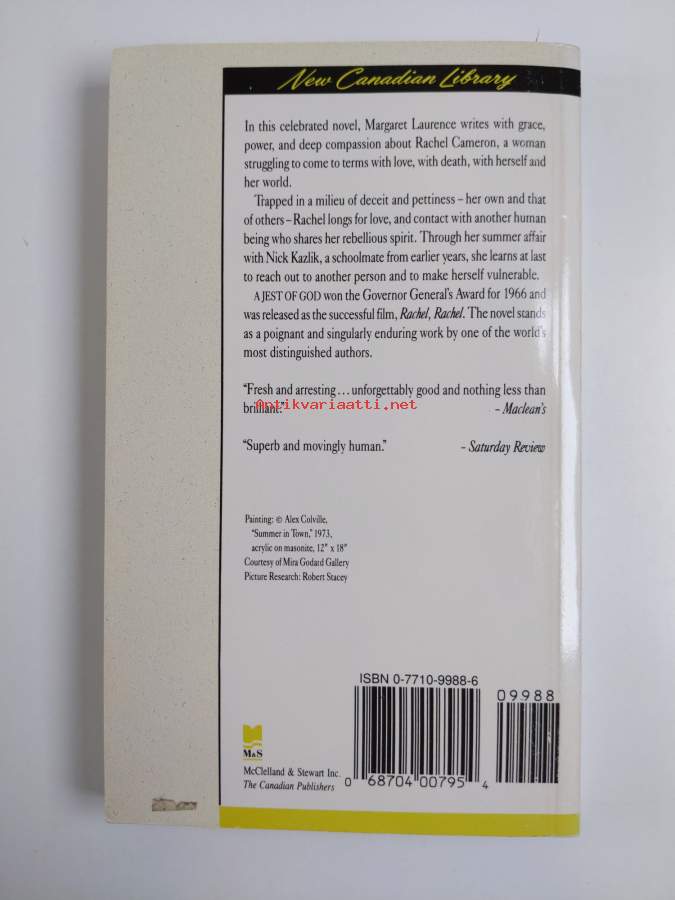 New Canadian Library
In this celebrated novel, Margaret Laurence writes with grace,
power, and deep compassion about Rachel Cameron, a woman
struggling to come to terms with love, with death, with herself and
her world.
Trapped in a milieu of deceit and pettiness – her own and that
of others – Rachel longs for love, and contact with another human
being who shares her rebellious spirit. Through her summer affair
with Nick Kazlik, a schoolmate from earlier years, she learns at last
to reach out to another person and to make herself vulnerable.
A JEST OF GOD won the Governor General's Award for 1966 and
was released as the successful film, Rachel, Rachel. The novel stands
as a poignant and singularly enduring work by one of the world's
most distinguished authors.
"Fresh and arresting... unforgettably good and nothing less than
brilliant." – Maclean's
Antikvariaatti.net
"Superb and movingly human." – Saturday Review
Painting: © Alex Colville,
"Summer in Town," 1973,
acrylic on masonite, 12" x 18"
Courtesy of Mira Godard Gallery
Picture Research: Robert Stacey
ISBN 0-7710-9988-6
09988
M&S
McClelland & Stewart Inc.
The Canadian Publishers
0 68704 00795 4